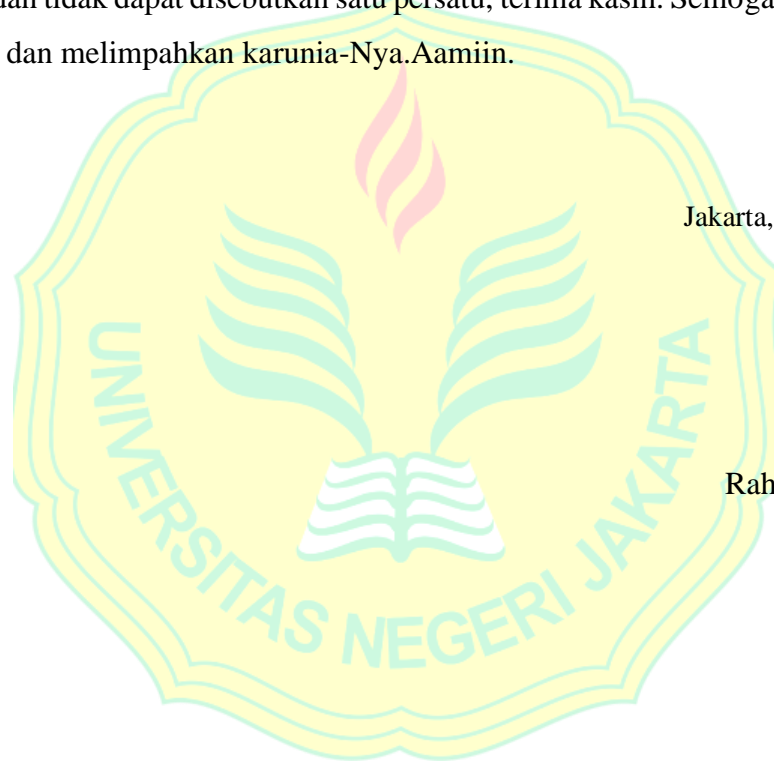 dan tidak dapat disebutkan satu persatu, terima kasih. Semoga
dan melimpahkan karunia-Nya.Aamiin.
Jakarta,
Rah
UNIVERSITAS NEGERI JAKARTA